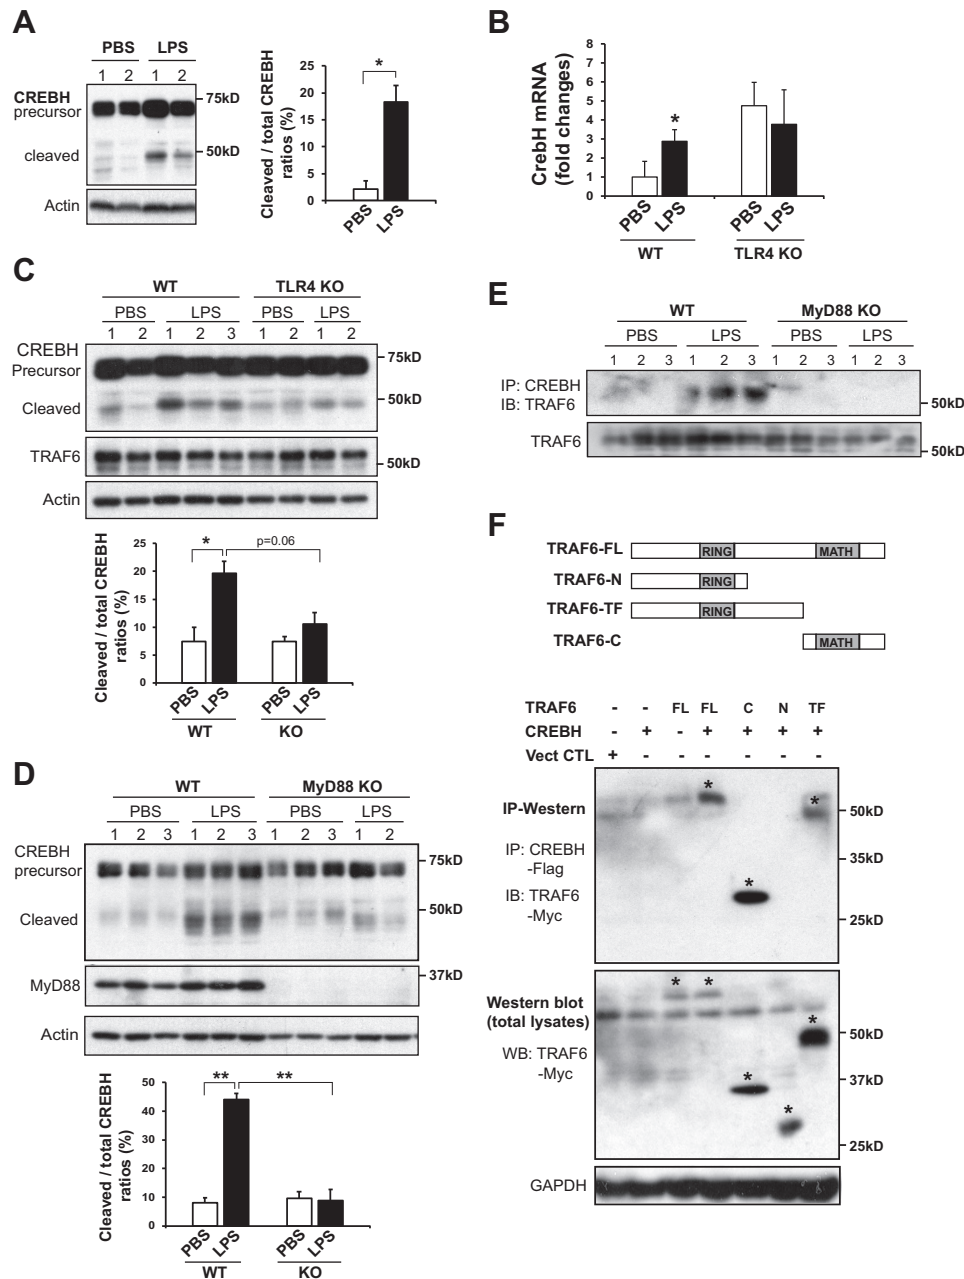 A
PBS LPS
1 2 1 2
CREBH
precursor
75kD
cleaved
50kD
Actin
Cleaved / total CREBH
ratios (%)
25
20
15
10
5
0
*
PBS
LPS
B
CrebH mRNA
(fold changes)
8
7
6
5
4
3
2
1
0
*
PBS
LPS
PBS
LPS
WT
TLR4 KO
C
WT TLR4 KO
PBS LPS PBS LPS
1 2 1 2 3 1 2 1 2
CREBH
Precursor
75kD
Cleaved
50kD
TRAF6
50kD
Actin
Cleaved / total CREBH
ratios (%)
25
20
15
10
5
0
*
p=0.06
PBS
LPS
PBS
LPS
WT
KO
D
WT MyD88 KO
PBS LPS PBS LPS
1 2 3 1 2 3 1 2 3 1 2
CREBH
precursor
75kD
Cleaved
50kD
MyD88
37kD
Actin
Cleaved / total CREBH
ratios (%)
50
40
30
20
10
0
**
**
PBS
LPS
PBS
LPS
WT
KO
E
WT MyD88 KO
PBS LPS PBS LPS
1 2 3 1 2 3 1 2 3 1 2 3
IP: CREBH
IB: TRAF6
50kD
TRAF6
50kD
F
TRAF6-FL RING MATH
TRAF6-N RING
TRAF6-TF RING
TRAF6-C MATH
TRAF6 - - FL FL C N TF
CREBH - + - + + + +
Vect CTL + - - - - - -
IP-Western
IP: CREBH
-Flag
IB: TRAF6
-Myc
* * *
50kD
35kD
25kD
Western blot
(total lysates)
WB: TRAF6
-Myc
* * * * *
50kD
37kD
25kD
GAPDH